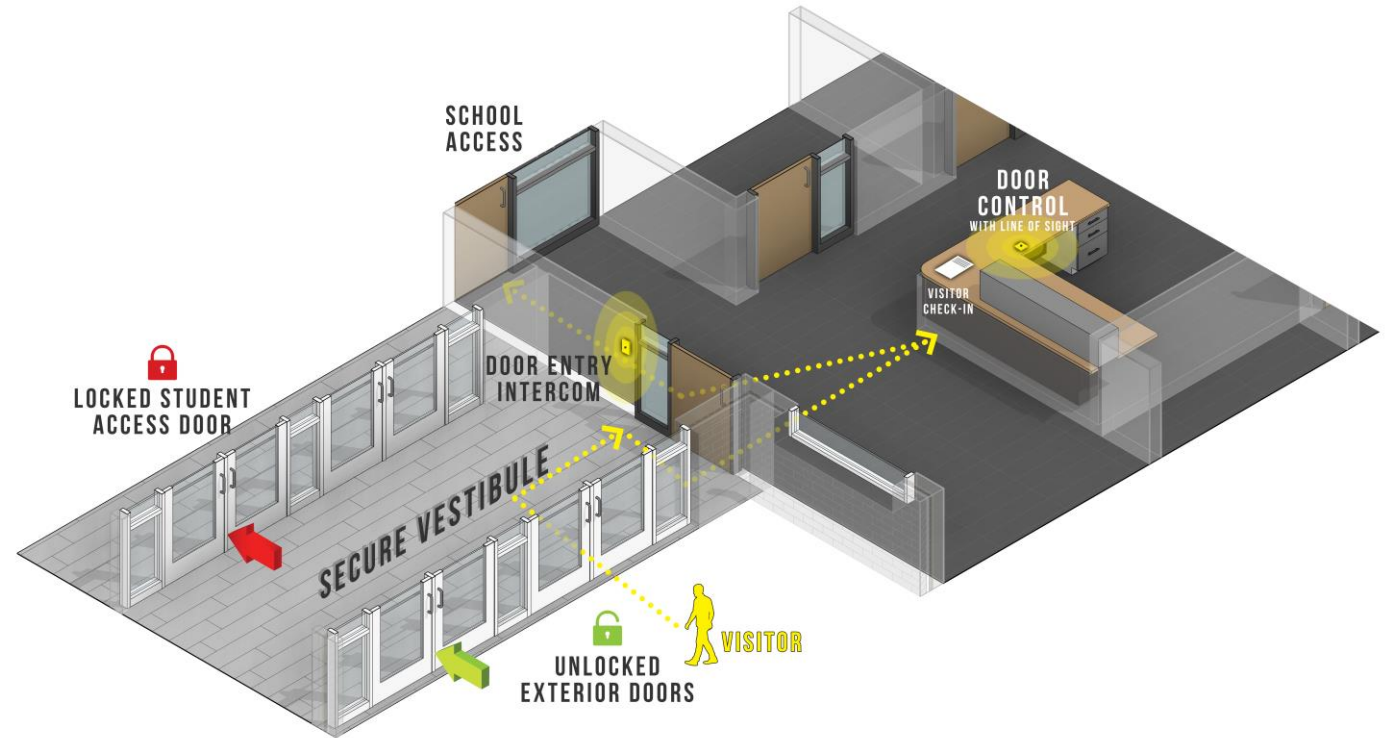 SCHOOL
ACCESS
DOOR
CONTROL
WITH LINE OF SIGHT
VISITOR
CHECK-IN
LOCKED STUDENT
ACCESS DOOR
DOOR ENTRY
INTERCOM
SECURE VESTIBULE
VISITOR
UNLOCKED
EXTERIOR DOORS